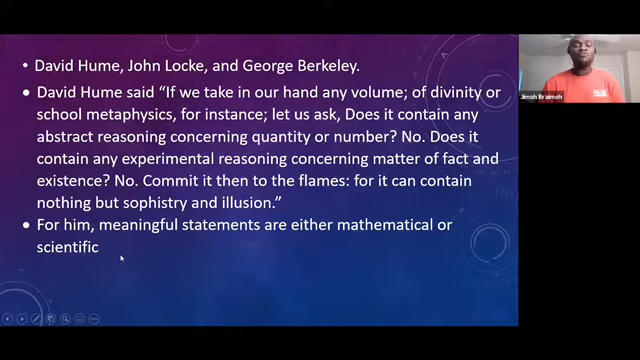 • David Hume, John Locke, and George Berkeley.
• David Hume said “If we take in our hand any volume; of divinity or
school metaphysics, for instance; let us ask, Does it contain any
abstract reasoning concerning quantity or number? No. Does it
contain any experimental reasoning concerning matter of fact and
existence? No. Commit it then to the flames: for it can contain
nothing but sophistry and illusion.”
• For him, meaningful statements are either mathematical or
scientific
Jimoh Braimoh